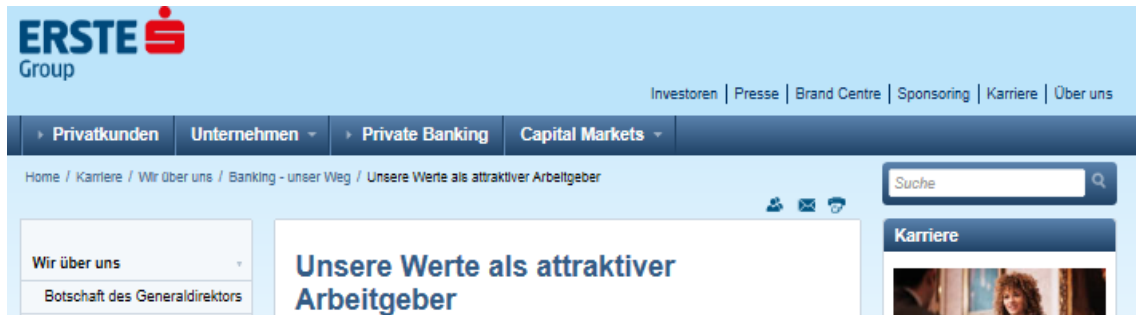 ERSTE
Group
Investoren | Presse | Brand Centre | Sponsoring | Karriere | Über uns
Privatkunden Unternehmen Private Banking Capital Markets
Home / Karriere / Wir über uns / Banking - unser Weg / Unsere Werte als attraktiver Arbeitgeber
Suche
Karriere
Wir über uns
Botschaft des Generaldirektors
Unsere Werte als attraktiver
Arbeitgeber